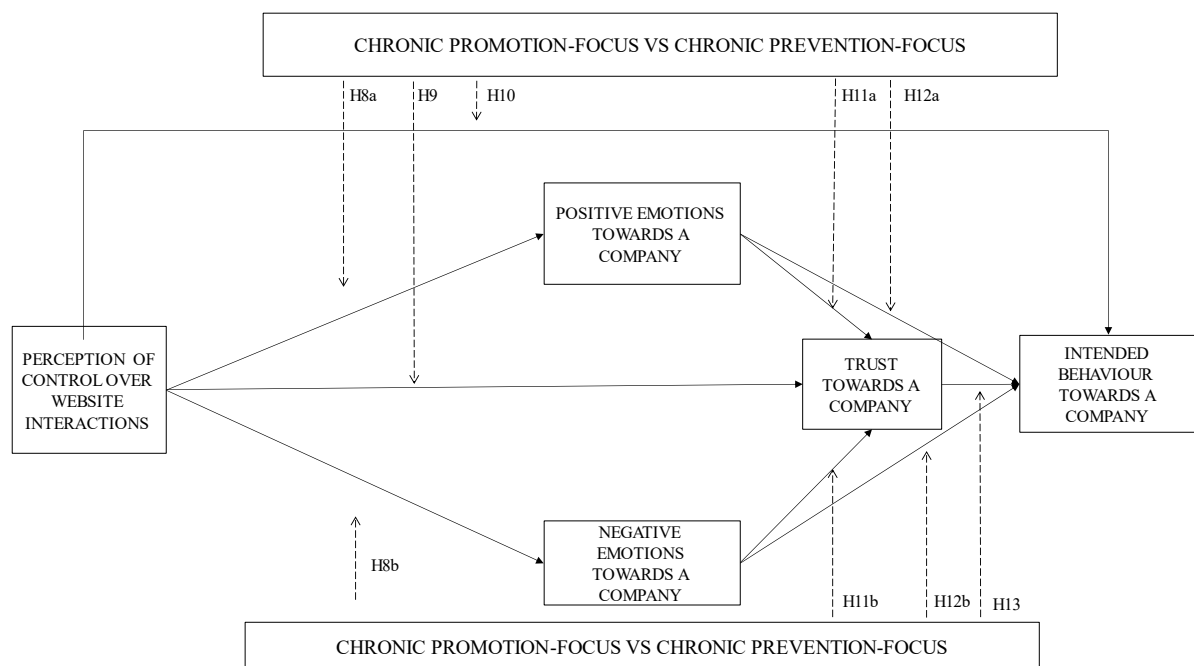 CHRONIC PROMOTION-FOCUS VS CHRONIC PREVENTION-FOCUS
H8a
H9
H10
H11a
H12a
POSITIVE EMOTIONS
TOWARDS A
COMPANY
PERCEPTION OF
CONTROL OVER
WEBSITE
INTERACTIONS
TRUST
TOWARDS A
COMPANY
INTENDED
BEHAVIOUR
TOWARDS A
COMPANY
NEGATIVE
EMOTIONS
TOWARDS A
COMPANY
H8b
H11b
H12b
H13
CHRONIC PROMOTION-FOCUS VS CHRONIC PREVENTION-FOCUS